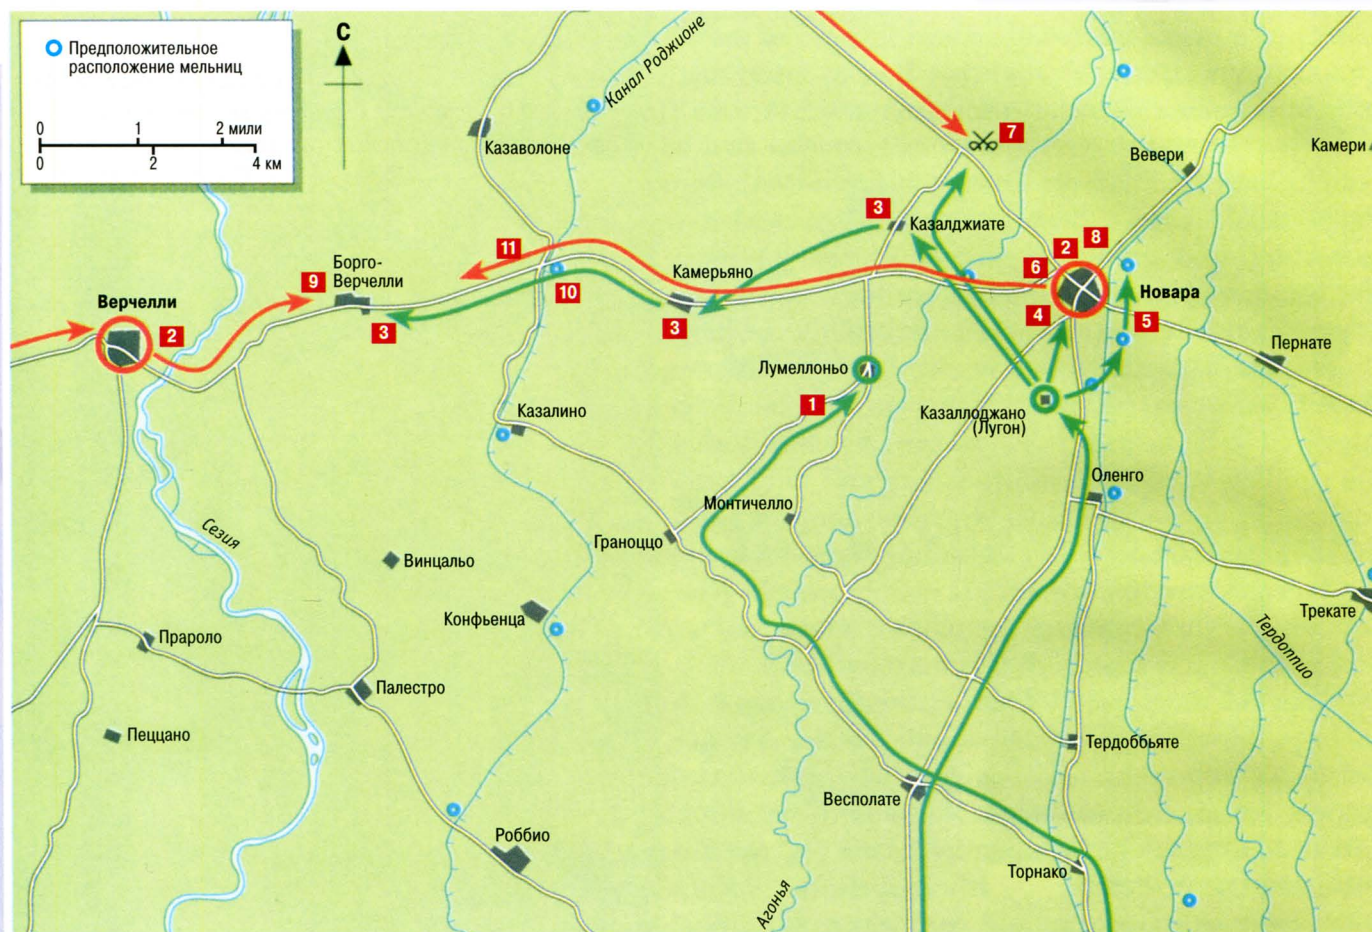 Предположительное
расположение мельниц
0 1 2 мили
0 2 4 км
С
Канал Роджионе
7
Казаволоне
Вевери
Камери
3
Казалджиате
2 8
11
Борго-
Верчелли
Камерьяно
6
9
10
Новара
Верчелли
2
3
3
4
5
Пернате
Лумеллоньо
1
Казаллоджано
(Лугон)
Казалино
Оленго
Монтичелло
Сезия
Граноццо
Винцальо
Конфьенца
Трекате
Прароло
Тердоппио
Палестро
Пеццано
Тердоббьяте
Весполате
Роббио
Торнако
Агонья